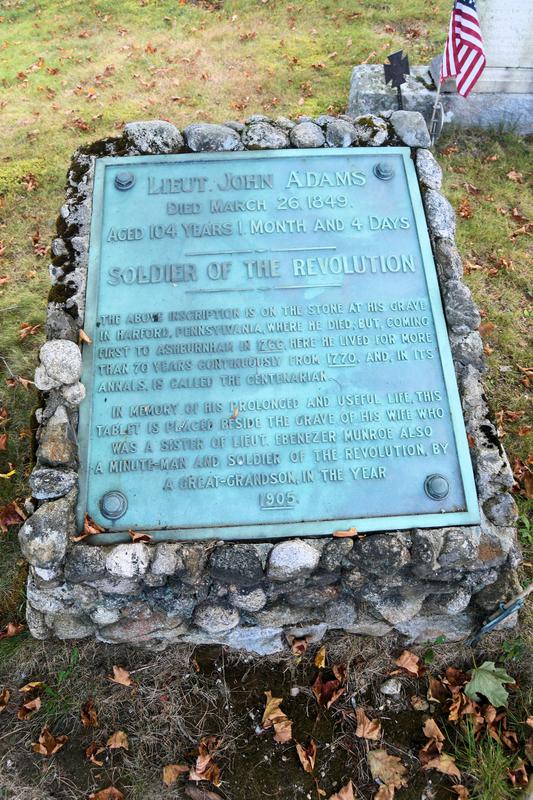 LIEUT. JOHN ADAMS
DIED MARCH 26, 1849.
AGED 104 YEARS 1 MONTH AND 4 DAYS
SOLDIER OF THE REVOLUTION
THE ABOVE INSCRIPTION IS ON THE STONE AT HIS GRAVE
IN HARFORD, PENNSYLVANIA, WHERE HE DIED, BUT, COMING
FIRST TO ASHBURNHAM IN 1766, HERE HE LIVED FOR MORE
THAN 70 YEARS CONTINUOUSLY FROM 1770. AND, IN IT'S
ANNALS, IS CALLED THE CENTENARIAN.
IN MEMORY OF HIS PROLONGED AND USEFUL LIFE, THIS
TABLET IS PLACED BESIDE THE GRAVE OF HIS WIFE WHO
WAS A SISTER OF LIEUT. EBENEZER MUNROE ALSO
A MINUTE-MAN AND SOLDIER OF THE REVOLUTION, BY
A GREAT-GRANDSON, IN THE YEAR
1905.